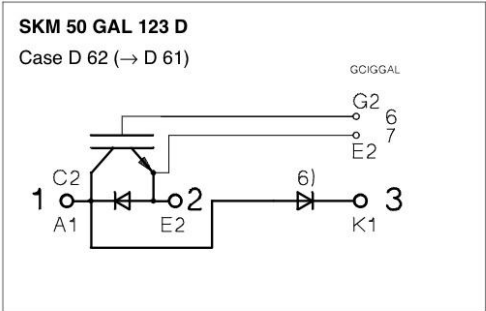 SKM 50 GAL 123 D
Case D 62 (→ D 61)
GCIGGAL
G2
6
7
E2
C2
6)
1
2
3
A1
E2
K1